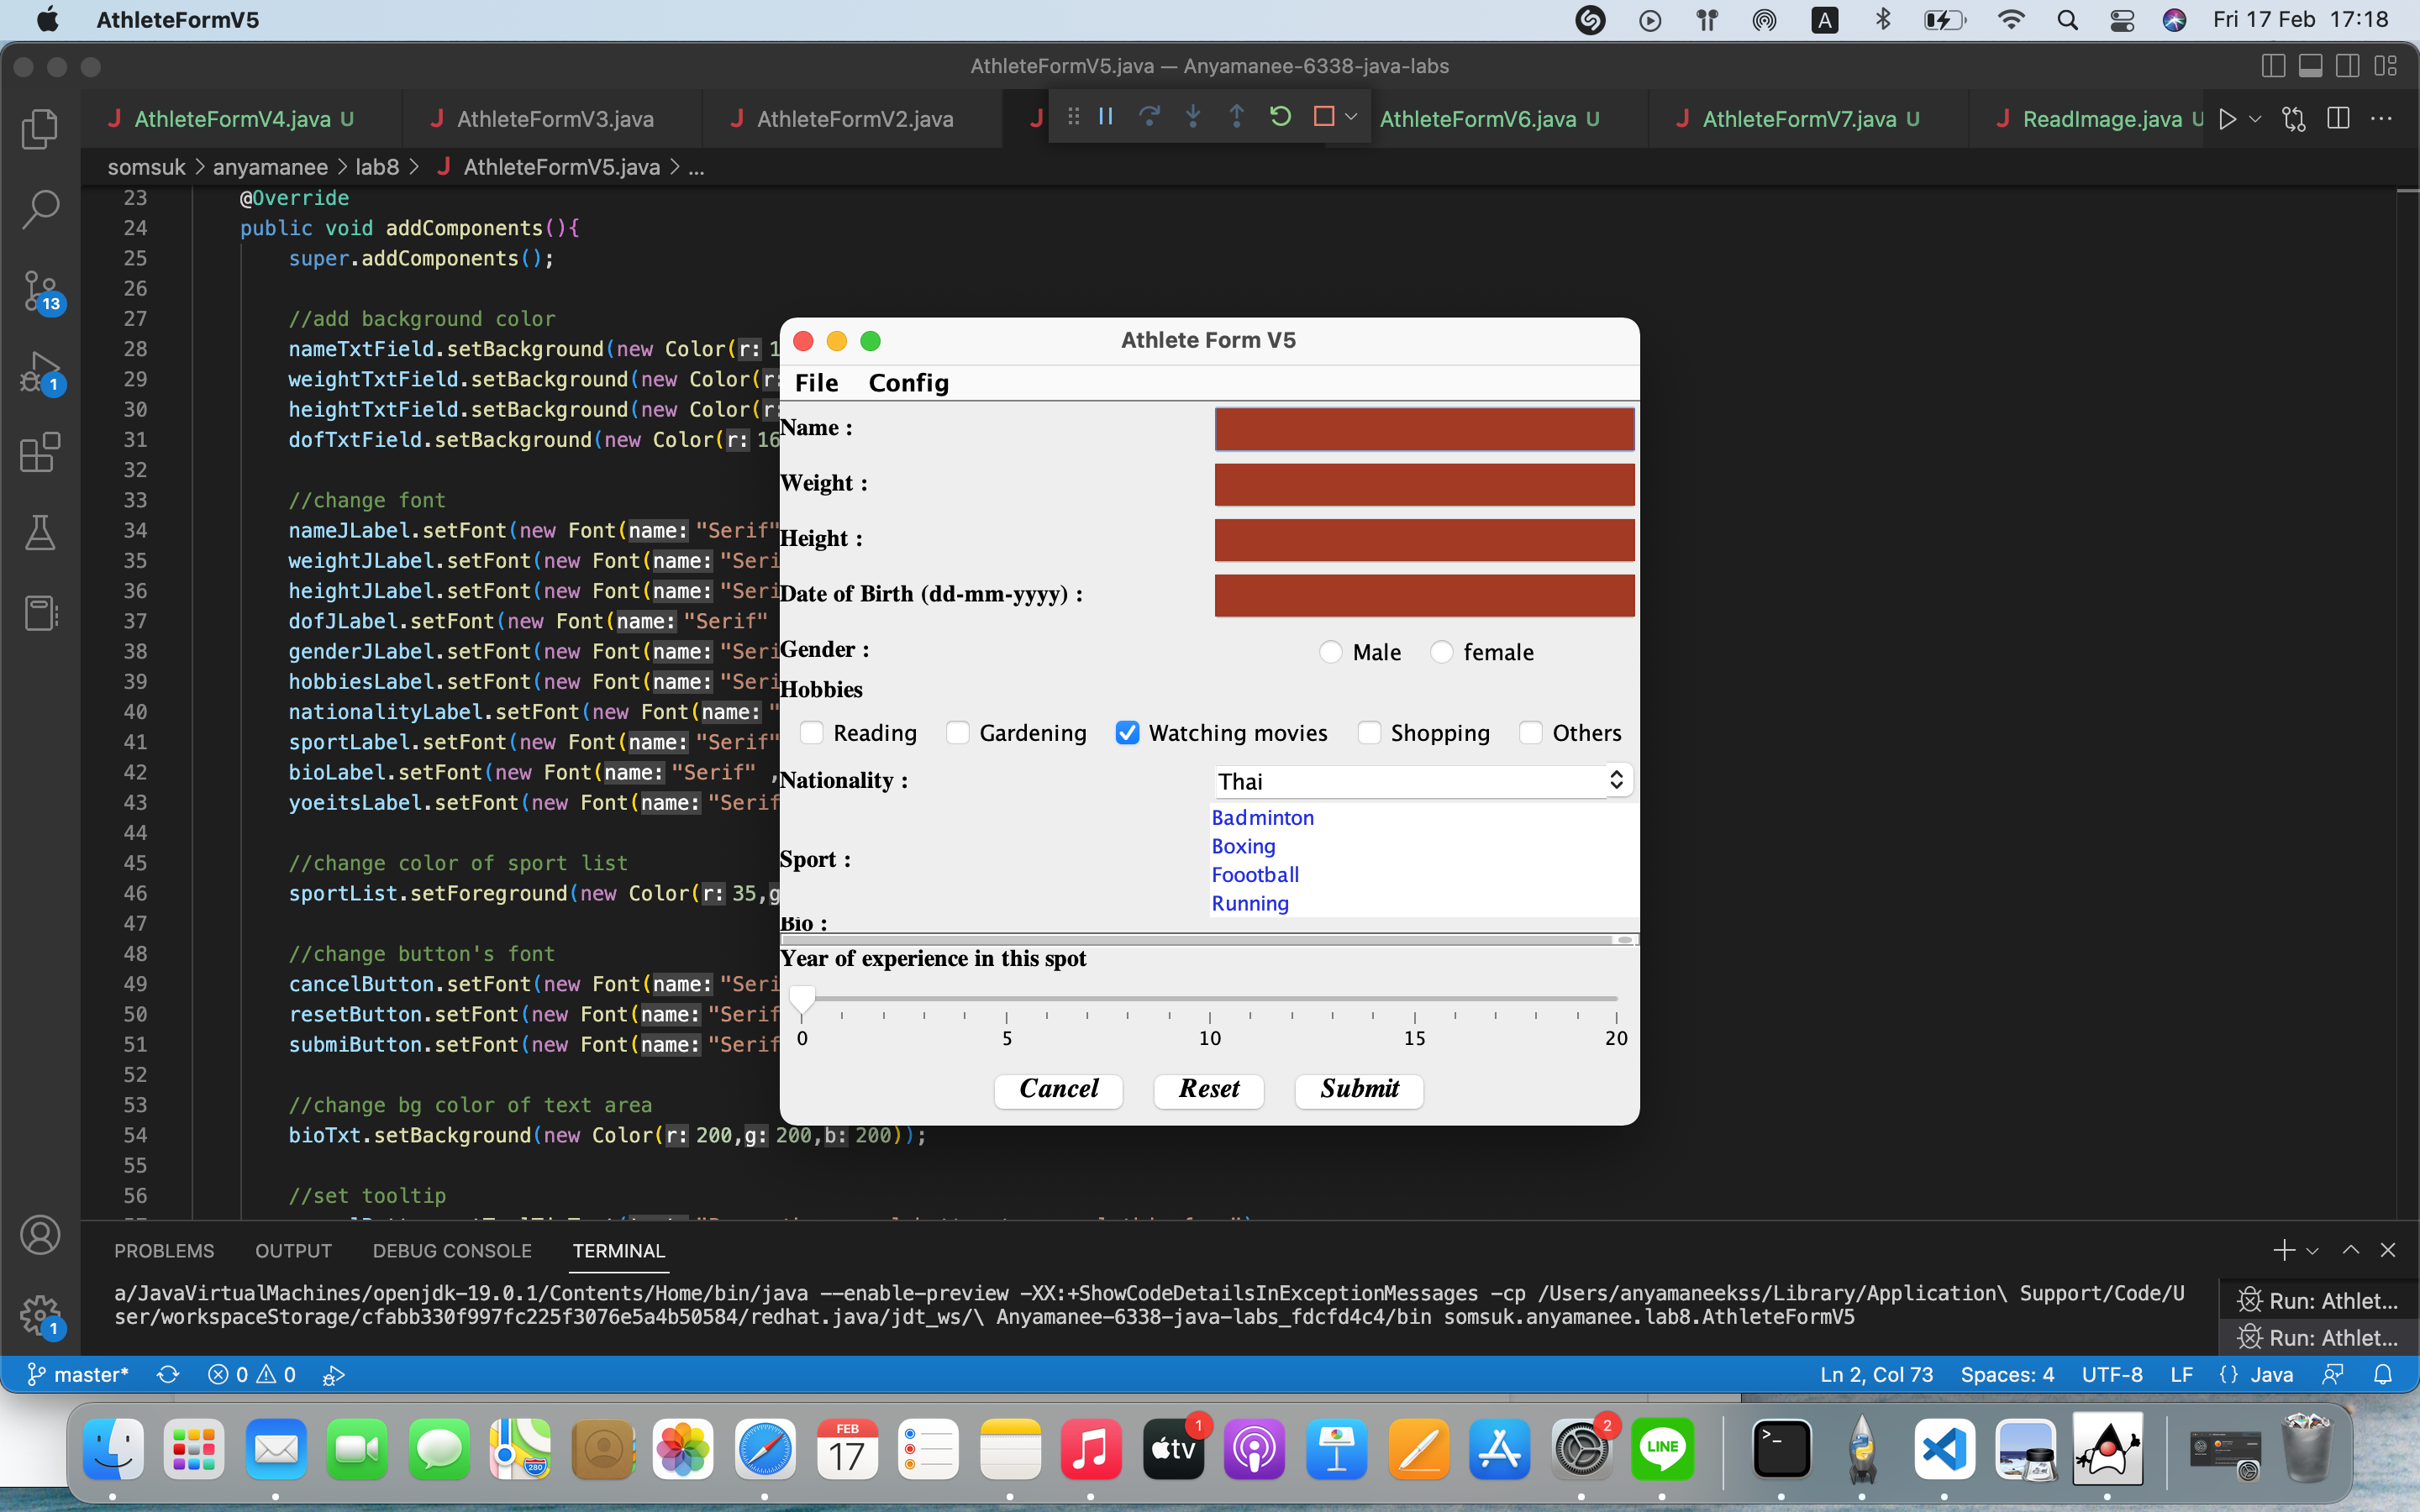 AthleteFormV5
A
Fri 17 Feb 17:18
AthleteFormV5.java — Anyamanee-6338-java-labs
AthleteFormV4.java U
AthleteFormV3.java
AthleteFormV2.java
AthleteFormV6.java U
AthleteFormV7.java U
ReadImage.java U
somsuk > anyamanee > lab8 > AthleteFormV5.java > ...
23 @Override
24 public void addComponents(){
25 super.addComponents();
26
27 //add background color
28 nameTxtField.setBackground(new Color(r: 1
29 weightTxtField.setBackground(new Color(r:
30 heightTxtField.setBackground(new Color(r:
31 dofTxtField.setBackground(new Color(r: 16
32
33 //change font
34 nameJLabel.setFont(new Font(name: "Serif"
35 weightJLabel.setFont(new Font(name: "Seri
36 heightJLabel.setFont(new Font(name: "Seri
37 dofJLabel.setFont(new Font(name: "Serif"
38 genderJLabel.setFont(new Font(name: "Seri
39 hobbiesLabel.setFont(new Font(name: "Seri
40 nationalityLabel.setFont(new Font(name: "
41 sportLabel.setFont(new Font(name: "Serif"
42 bioLabel.setFont(new Font(name: "Serif" ,
43 yoeitsLabel.setFont(new Font(name: "Serif
44
45 //change color of sport list
46 sportList.setForeground(new Color(r: 35,g
47
48 //change button's font
49 cancelButton.setFont(new Font(name: "Seri
50 resetButton.setFont(new Font(name: "Serif
51 submiButton.setFont(new Font(name: "Serif
52
53 //change bg color of text area
54 bioTxt.setBackground(new Color(r: 200,g: 200,b: 200));
55
56 //set tooltip
Athlete Form V5
File Config
Name :
Weight :
Height :
Date of Birth (dd-mm-yyyy) :
Gender : Male female
Hobbies
Reading Gardening Watching movies Shopping Others
Nationality : Thai
Sport :
Badminton
Boxing
Foootball
Running
Bio :
Year of experience in this spot
0 5 10 15 20
Cancel Reset Submit
13
1
1
PROBLEMS OUTPUT DEBUG CONSOLE TERMINAL
a/JavaVirtualMachines/openjdk-19.0.1/Contents/Home/bin/java --enable-preview -XX:+ShowCodeDetailsInExceptionMessages -cp /Users/anyamaneekss/Library/Application\ Support/Code/U
ser/workspaceStorage/cfabb330f997fc225f3076e5a4b50584/redhat.java/jdt_ws/\ Anyamanee-6338-java-labs_fdcfd4c4/bin somsuk.anyamanee.lab8.AthleteFormV5
Run: Athlet...
Run: Athlet...
master* 0 0 Ln 2, Col 73 Spaces: 4 UTF-8 LF {} Java
280
FEB
17
tv
1
2
LINE